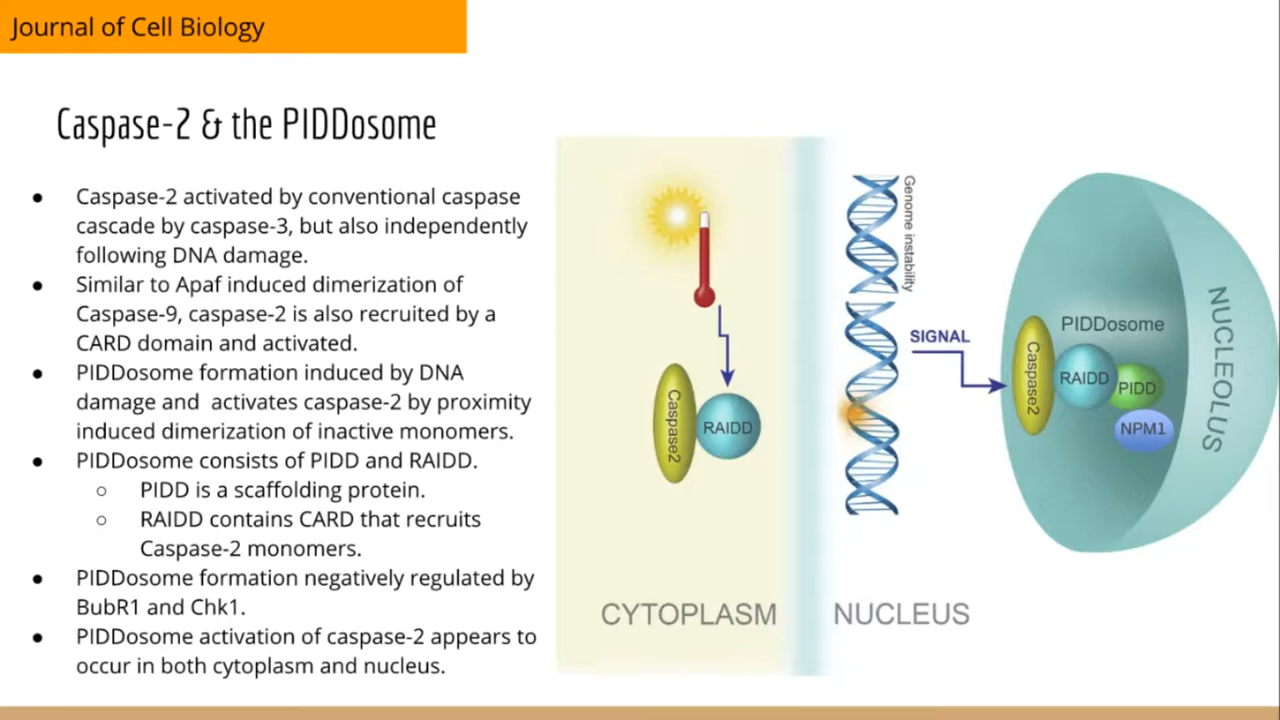 Journal of Cell Biology
Caspase-2 & the PIDDosome
● Caspase-2 activated by conventional caspase
cascade by caspase-3, but also independently
following DNA damage.
● Similar to Apaf induced dimerization of
Caspase-9, caspase-2 is also recruited by a
CARD domain and activated.
● PIDDosome formation induced by DNA
damage and  activates caspase-2 by proximity
induced dimerization of inactive monomers.
● PIDDosome consists of PIDD and RAIDD.
○ PIDD is a scaffolding protein.
○ RAIDD contains CARD that recruits
Caspase-2 monomers.
● PIDDosome formation negatively regulated by
BubR1 and Chk1.
● PIDDosome activation of caspase-2 appears to
occur in both cytoplasm and nucleus.
Caspase2
RAIDD
CYTOPLASM
Genome instability
SIGNAL
NUCLEUS
PIDDosome
Caspase2
RAIDD
PIDD
NPM1
NUCLEOLUS